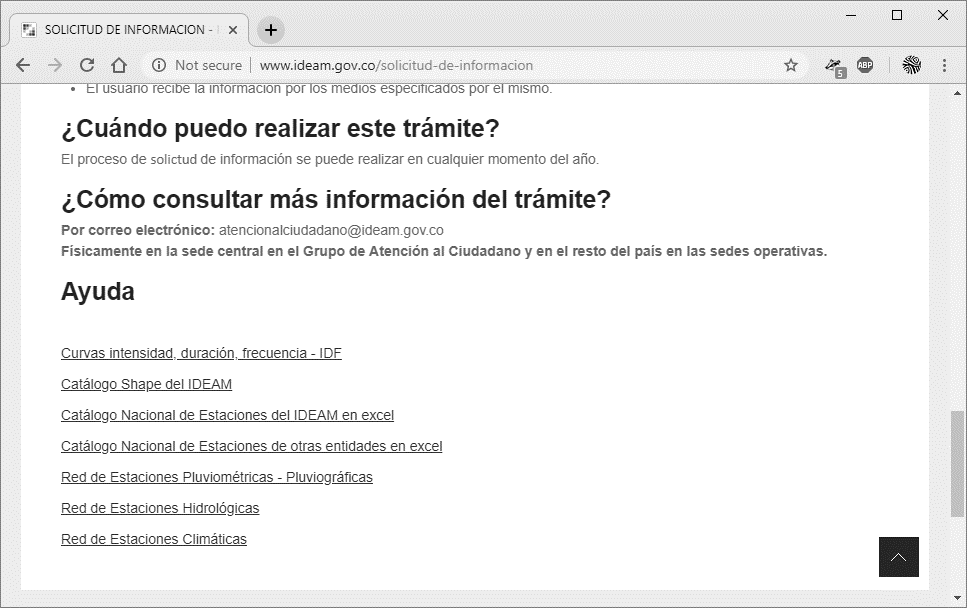 SOLICITUD DE INFORMACION -
Not secure | www.ideam.gov.co/solicitud-de-informacion
5
ABP
El usuario recibe la información por los medios especificados por el mismo.
¿Cuándo puedo realizar este trámite?
El proceso de solictud de información se puede realizar en cualquier momento del año.
¿Cómo consultar más información del trámite?
Por correo electrónico: atencionalciudadano@ideam.gov.co
Físicamente en la sede central en el Grupo de Atención al Ciudadano y en el resto del país en las sedes operativas.
Ayuda
Curvas intensidad, duración, frecuencia - IDF
Catálogo Shape del IDEAM
Catálogo Nacional de Estaciones del IDEAM en excel
Catálogo Nacional de Estaciones de otras entidades en excel
Red de Estaciones Pluviométricas - Pluviográficas
Red de Estaciones Hidrológicas
Red de Estaciones Climáticas